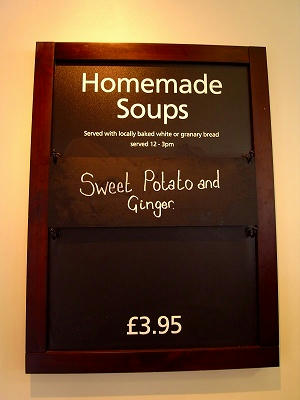 Homemade
Soups
Served with locally baked white or granary bread
served 12 - 3pm
Sweet Potato and
Ginger.
£3.95